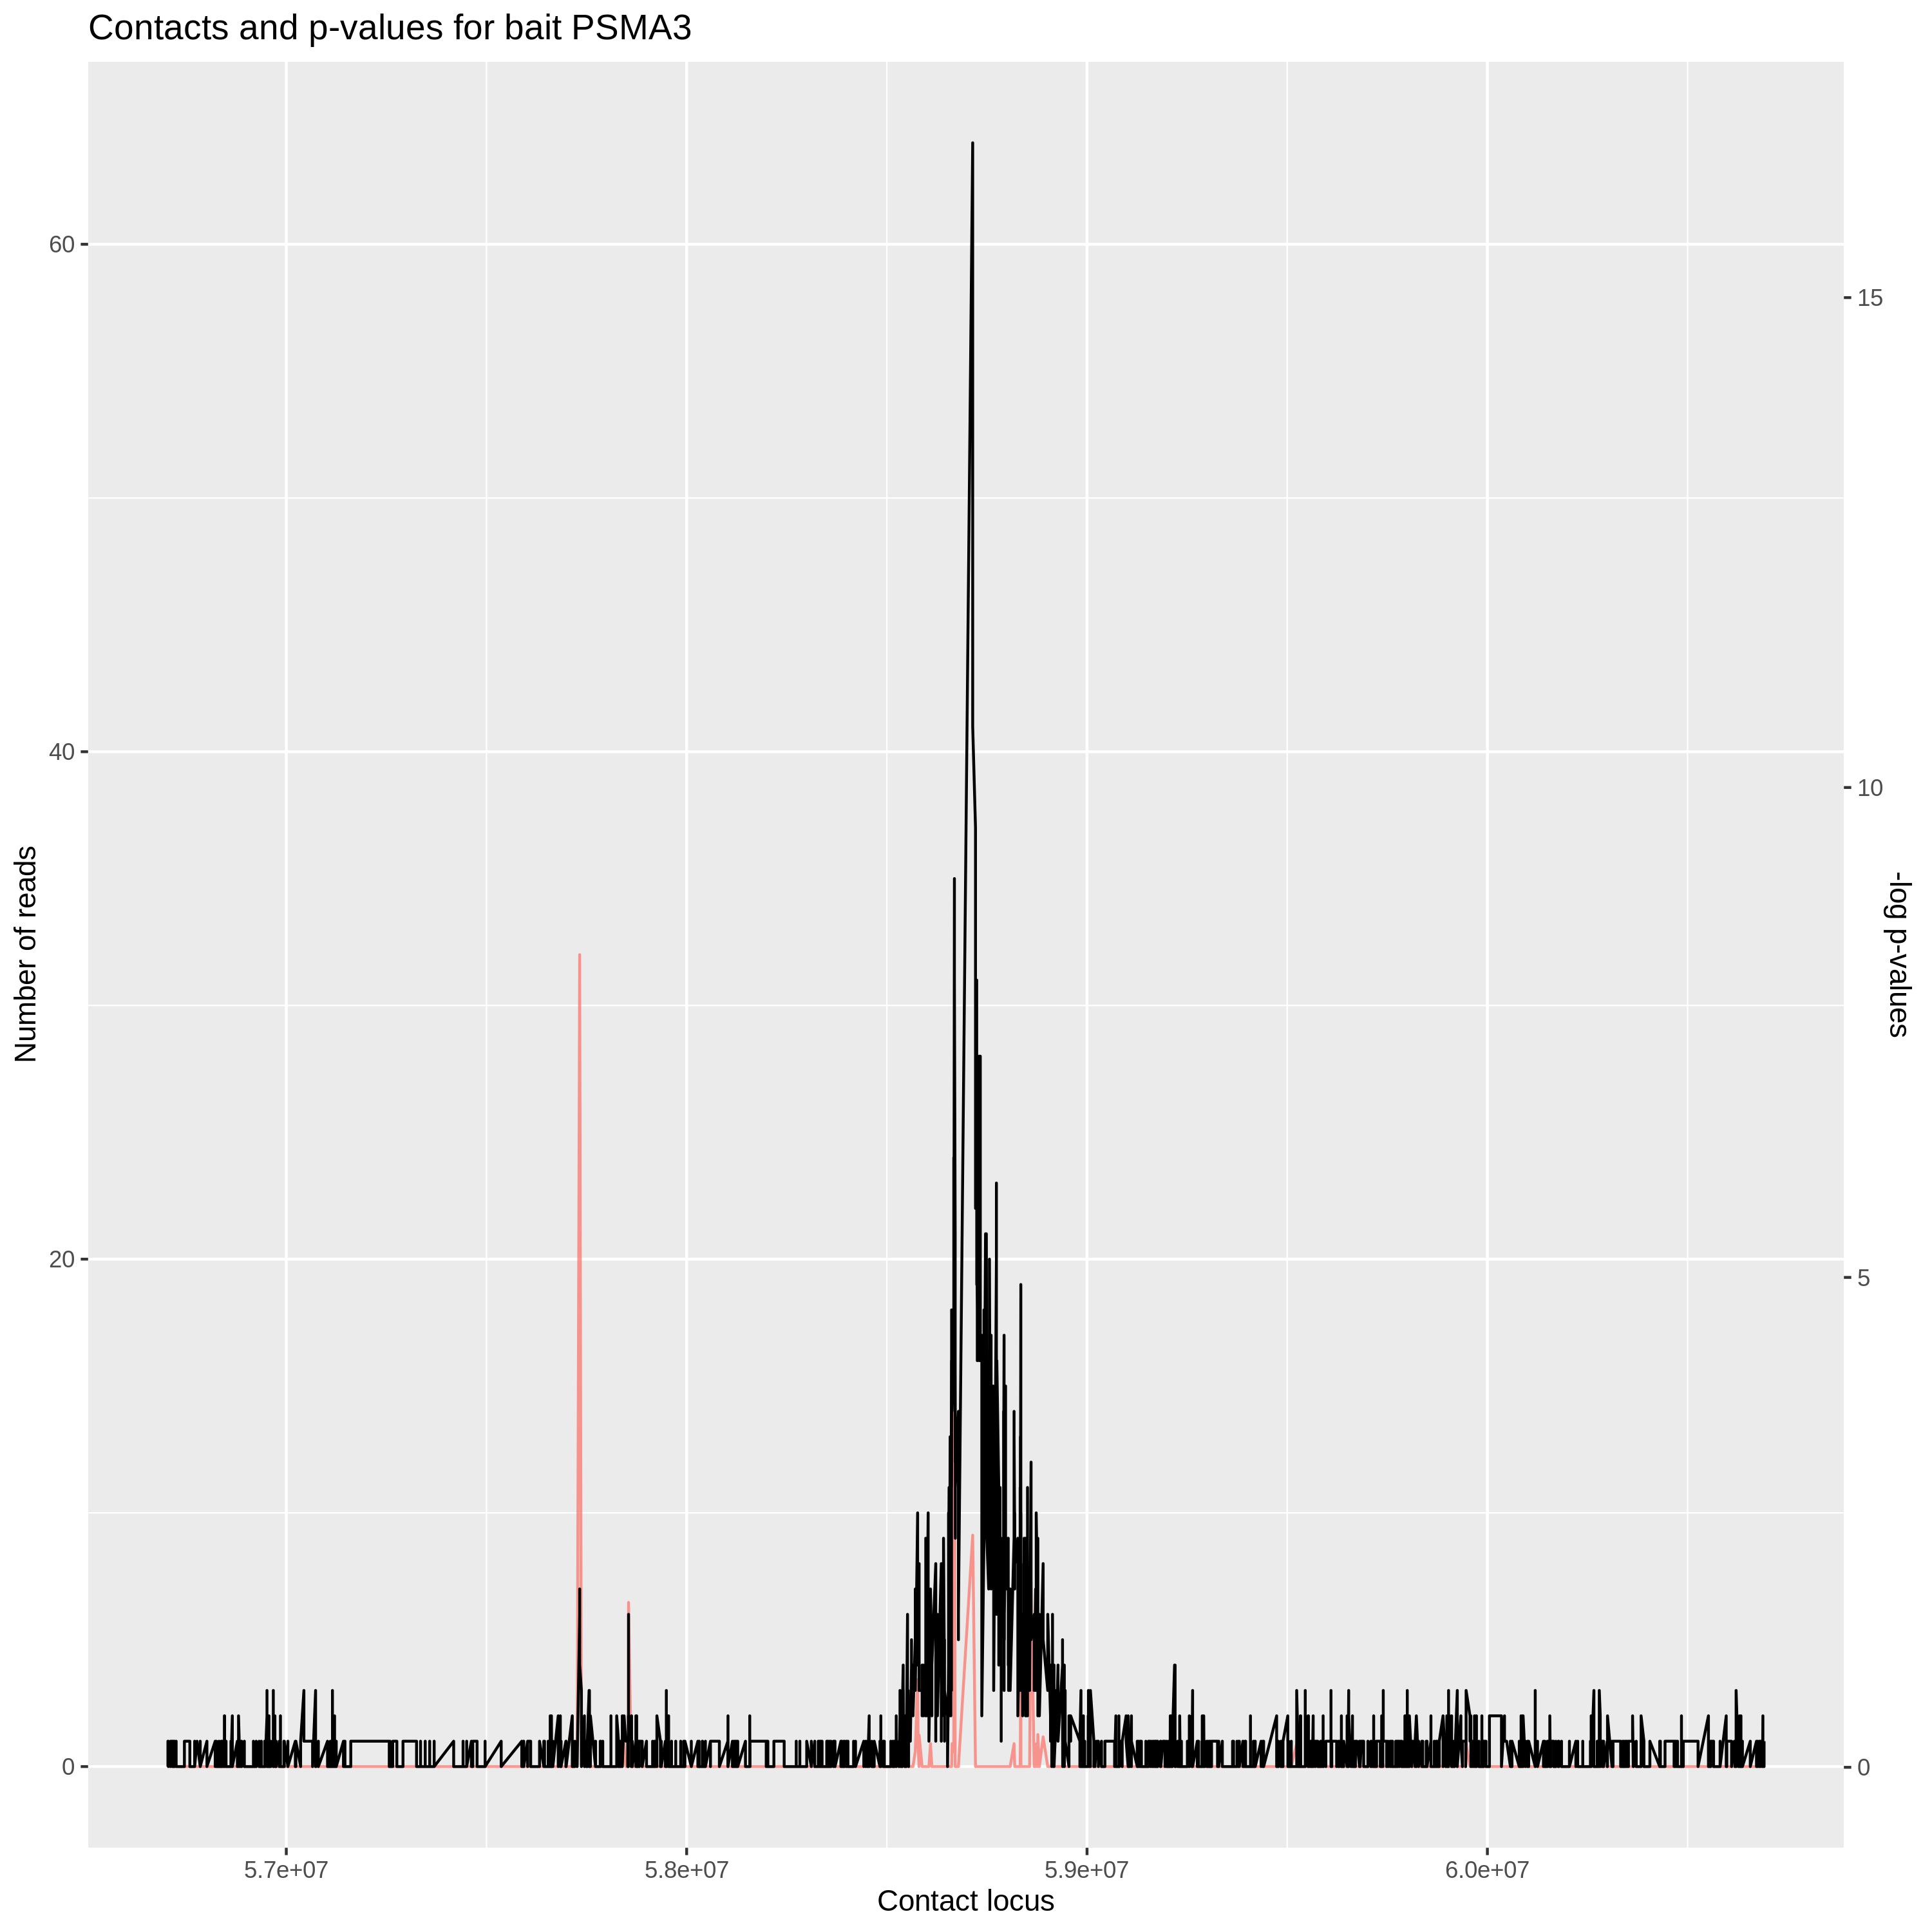 Contacts and p-values for bait PSMA3
60
40
20
0
Number of reads
15
10
5
0
-log p-values
5.7e+07
5.8e+07
5.9e+07
6.0e+07
Contact locus